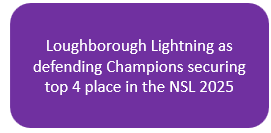 Loughborough Lightning as
defending Champions securing
top 4 place in the NSL 2025